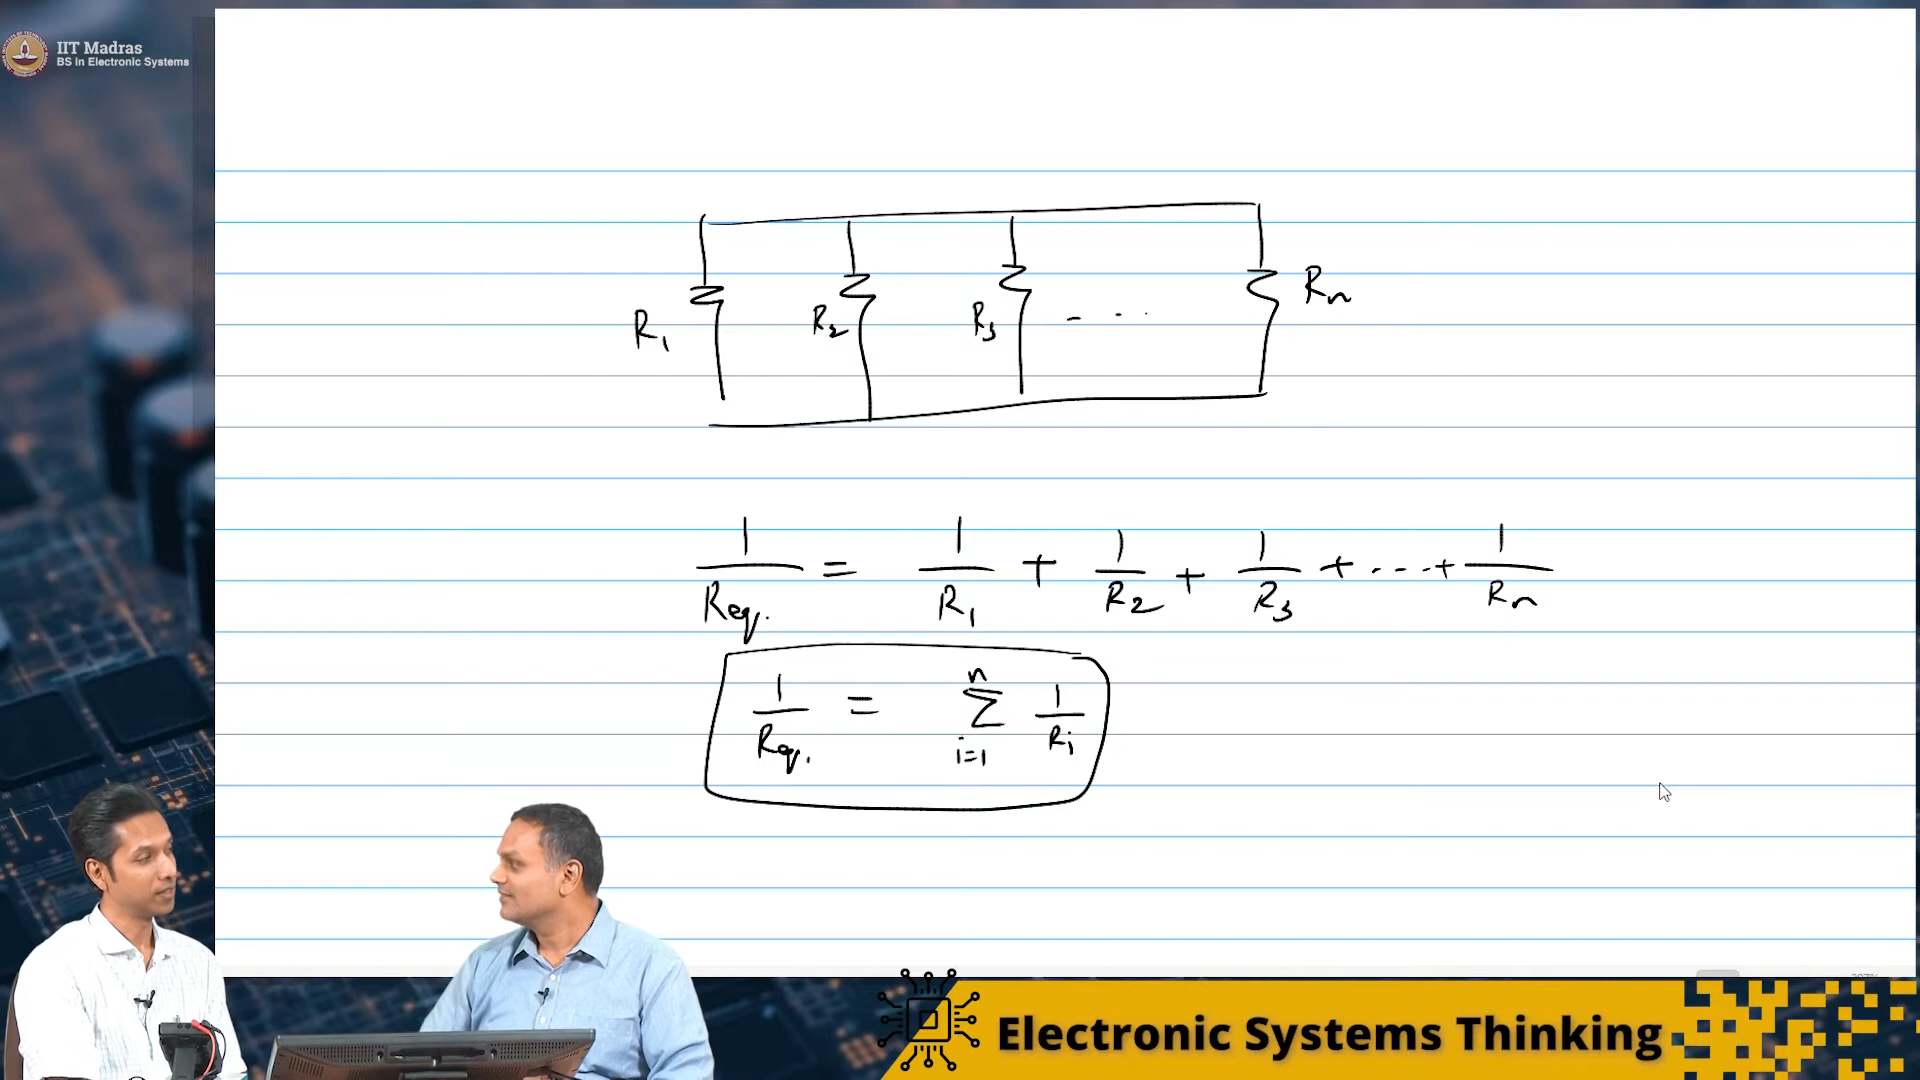 IIT Madras
BS in Electronic Systems
R₁ R₂ R₃ - ·· Rₙ
1/Req. = 1/R₁ + 1/R₂ + 1/R₃ + ... + 1/Rₙ
1/Req. = Σ n i=1 1/Ri
Electronic Systems Thinking